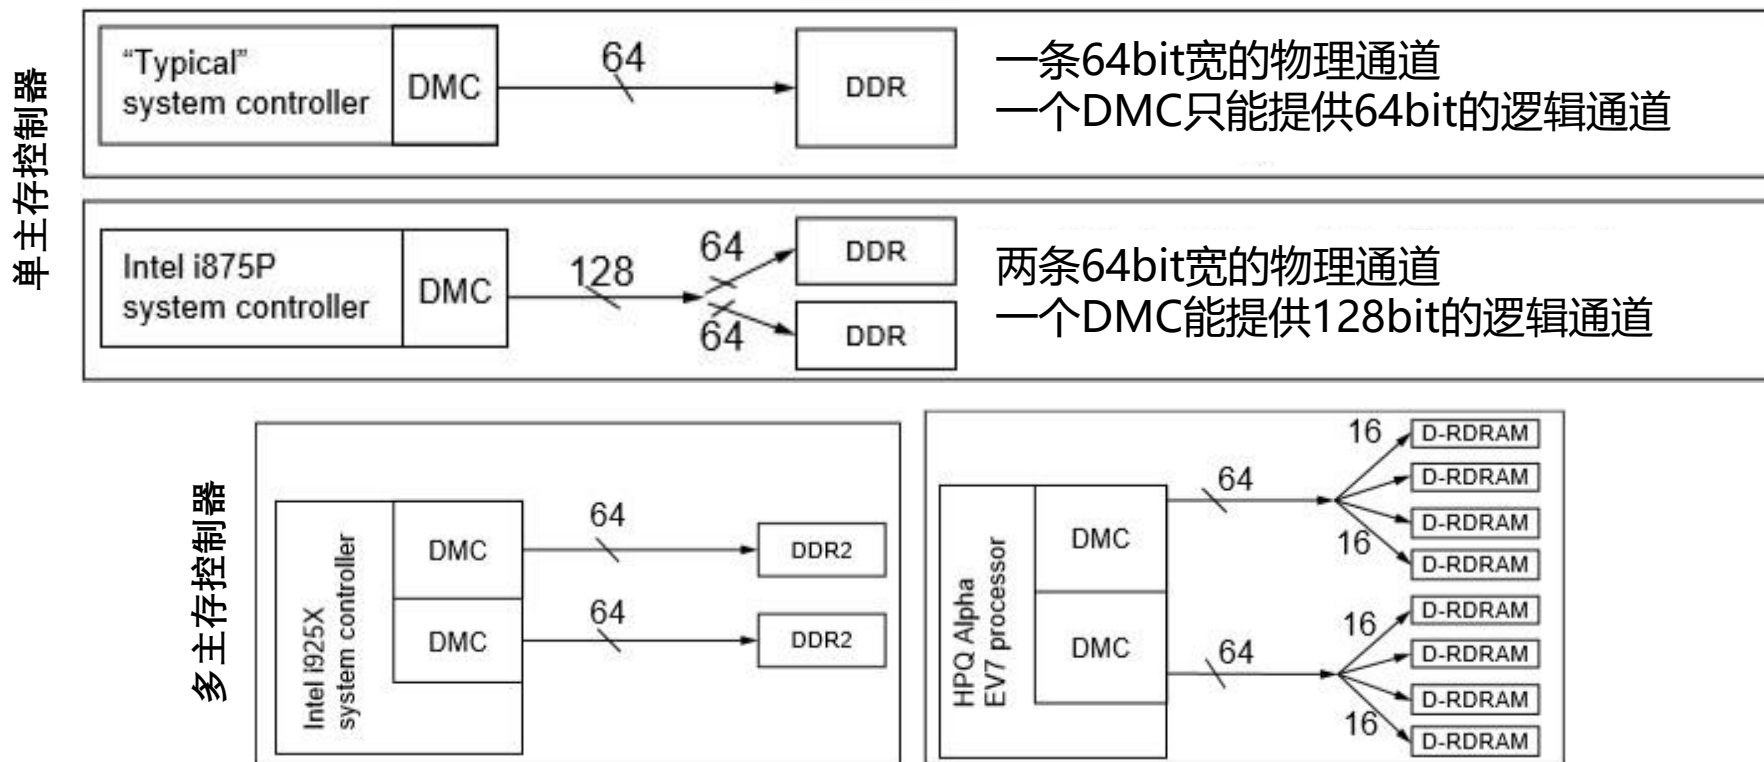 单主存控制器
“Typical”
system controller
DMC
64
DDR
一条64bit宽的物理通道
一个DMC只能提供64bit的逻辑通道
Intel i875P
system controller
DMC
128
64
64
DDR
DDR
两条64bit宽的物理通道
一个DMC能提供128bit的逻辑通道
多主存控制器
Intel i925X
system controller
DMC
DMC
64
64
DDR2
DDR2
HPQ Alpha
EV7 processor
DMC
DMC
64
64
16
16
16
16
D-RDRAM
D-RDRAM
D-RDRAM
D-RDRAM
D-RDRAM
D-RDRAM
D-RDRAM
D-RDRAM